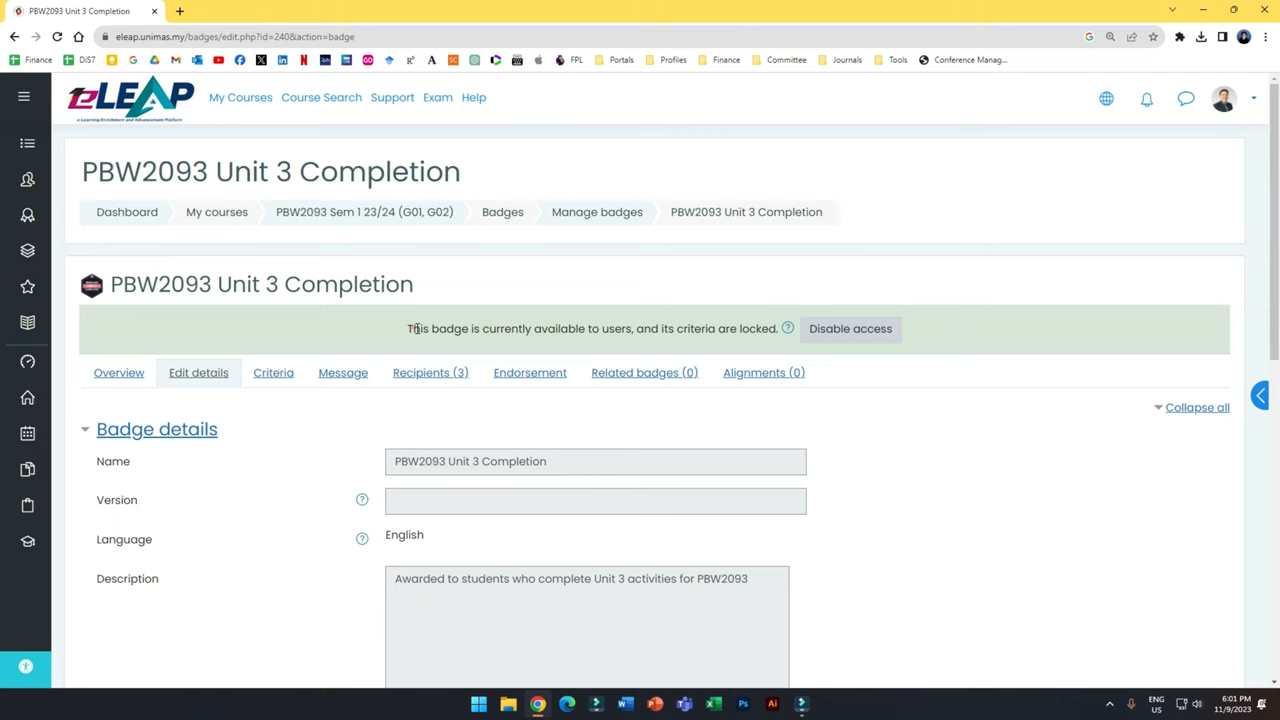 PBW2093 Unit 3 Completion
eleap.unimas.my/badges/edit.php?id=240&action=badge
Finance
DiS7
FPL
Portals
Profiles
Finance
Committee
Journals
Tools
Conference Manag...
eLEAP
e-Learning Enrichment and Advancement Platform
My Courses
Course Search
Support
Exam
Help
PBW2093 Unit 3 Completion
Dashboard
My courses
PBW2093 Sem 1 23/24 (G01, G02)
Badges
Manage badges
PBW2093 Unit 3 Completion
PBW2093 Unit 3 Completion
This badge is currently available to users, and its criteria are locked.
Disable access
Overview
Edit details
Criteria
Message
Recipients (3)
Endorsement
Related badges (0)
Alignments (0)
Collapse all
Badge details
Name
PBW2093 Unit 3 Completion
Version
Language
English
Description
Awarded to students who complete Unit 3 activities for PBW2093
ENG
US
6:01 PM
11/9/2023